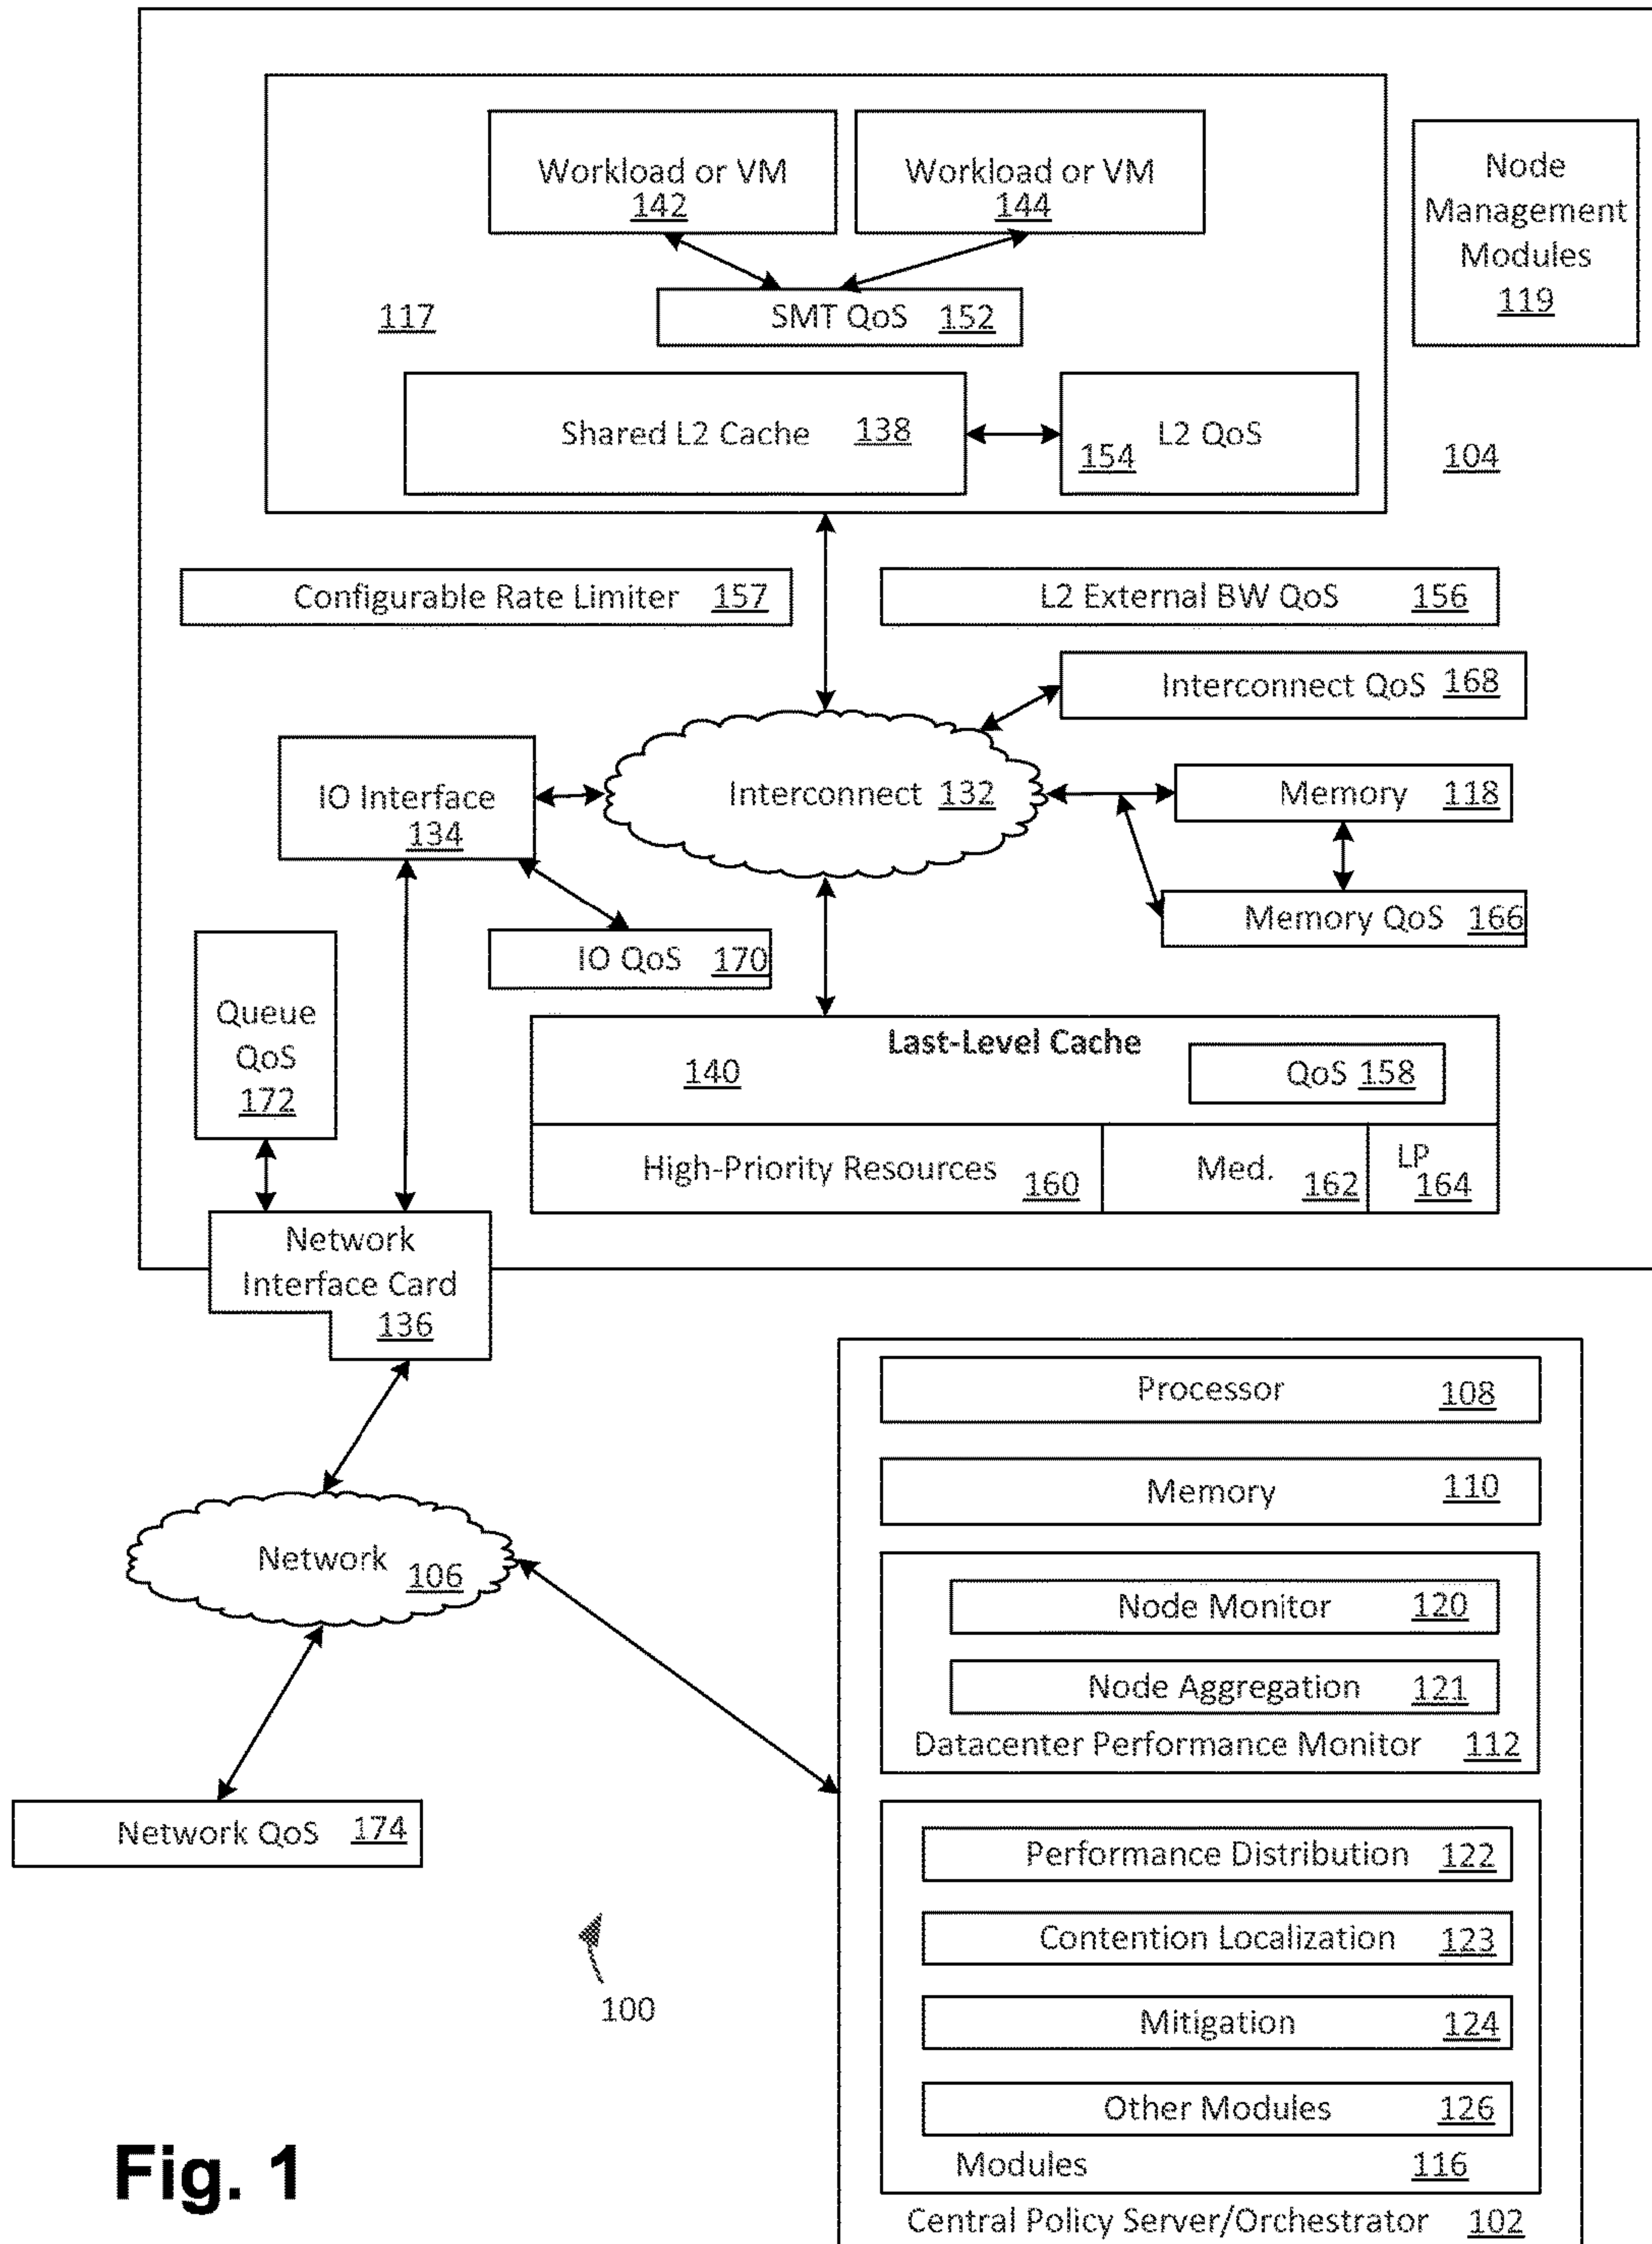 Workload or VM
142
Workload or VM
144
Node
Management
Modules
119
117
SMT QoS 152
Shared L2 Cache 138
154 L2 QoS
104
Configurable Rate Limiter 157
L2 External BW QoS 156
Interconnect QoS 168
IO Interface
134
Interconnect 132
Memory 118
Memory QoS 166
IO QoS 170
Queue
QoS
172
Last-Level Cache
140
QoS 158
High-Priority Resources 160
Med. 162
LP
164
Network
Interface Card
136
Processor 108
Memory 110
Network 106
Node Monitor 120
Node Aggregation 121
Datacenter Performance Monitor 112
Network QoS 174
Performance Distribution 122
Contention Localization 123
100
Mitigation 124
Other Modules 126
Modules 116
Central Policy Server/Orchestrator 102
Fig. 1